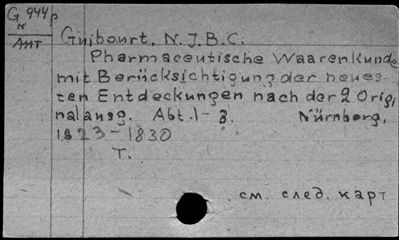 G 944 p
N
АНТ
Guibourt, N.J.B.C.
Pharmaceutische Waarenkunde
mit Berücksichtigung der neues-
ten Entdeckungen nach der 2 Origi
nalausg. Abt. 1-3. Nürnberg,
1823-1830
T.
см. след. карт